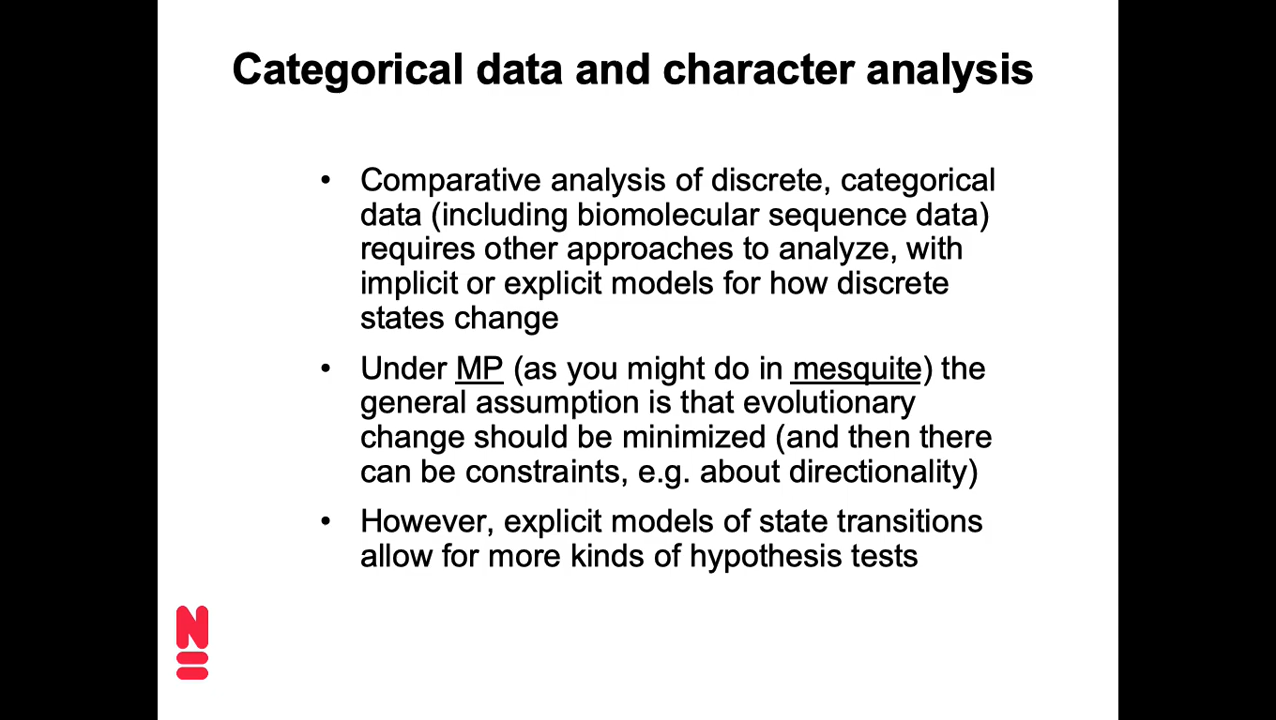 Categorical data and character analysis
• Comparative analysis of discrete, categorical
data (including biomolecular sequence data)
requires other approaches to analyze, with
implicit or explicit models for how discrete
states change
• Under MP (as you might do in mesquite) the
general assumption is that evolutionary
change should be minimized (and then there
can be constraints, e.g. about directionality)
• However, explicit models of state transitions
allow for more kinds of hypothesis tests
N